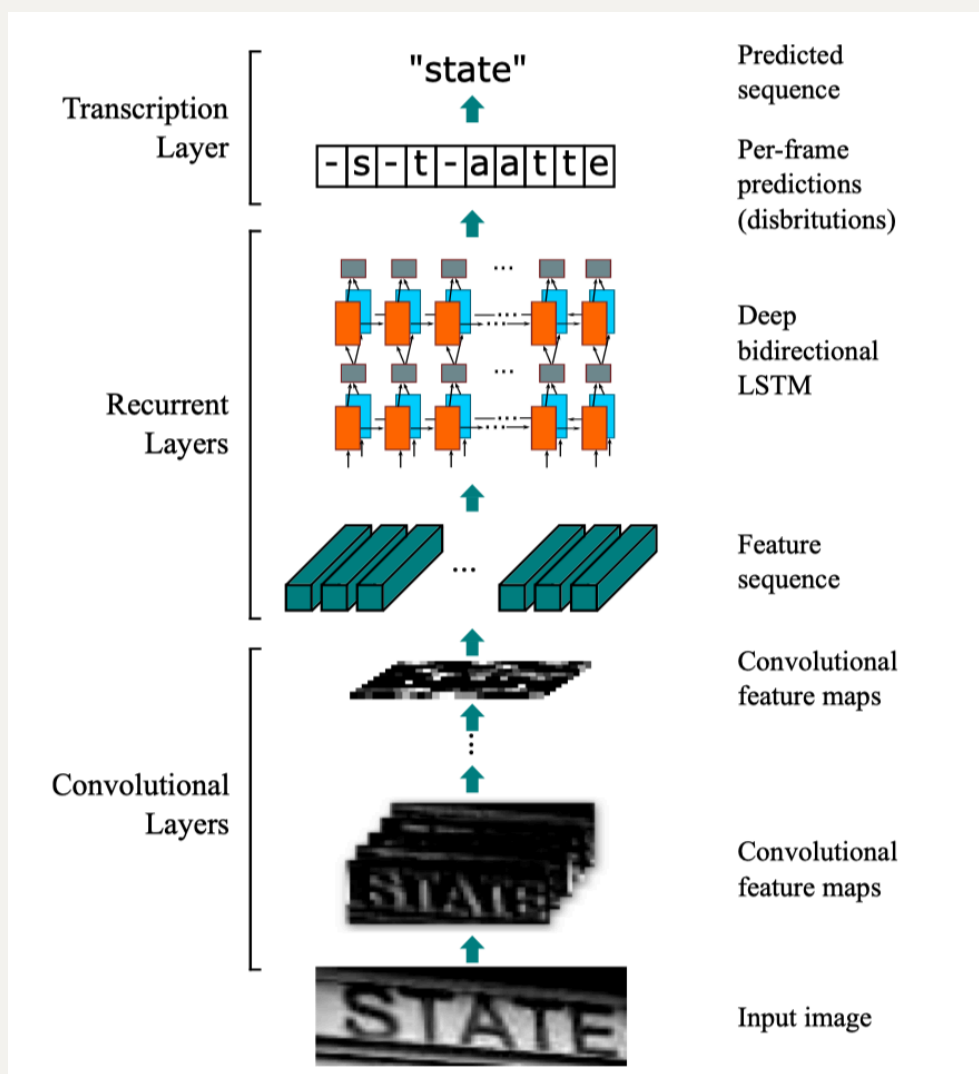 "state"
Predicted
sequence
Transcription
Layer
-s-t-aatte
Per-frame
predictions
(disbritutions)
Recurrent
Layers
...
...
Deep
bidirectional
LSTM
...
Feature
sequence
Convolutional
Layers
Convolutional
feature maps
STATE
Convolutional
feature maps
STATE
Input image